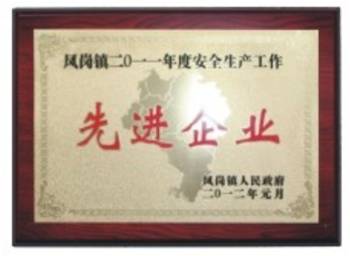 凤岗镇二〇一一年度安全生产工作
先进企业
凤岗镇人民政府
二〇一二年元月